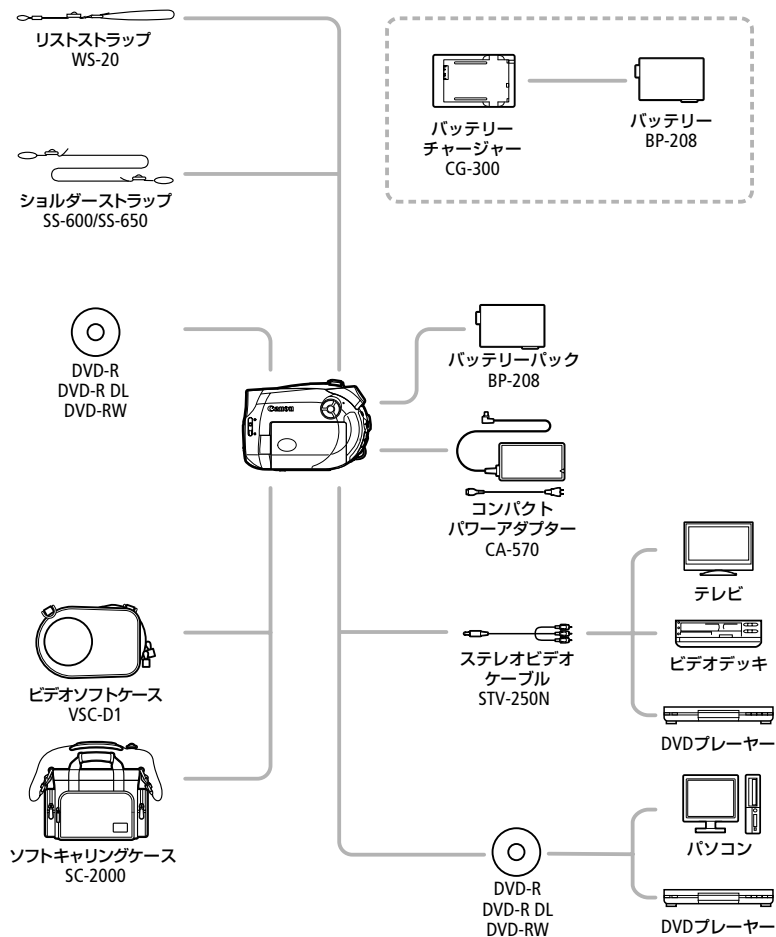 リストストラップ
WS-20
バッテリー
チャージャー
CG-300
バッテリー
BP-208
ショルダーストラップ
SS-600/SS-650
DVD-R
DVD-R DL
DVD-RW
Canon
バッテリーパック
BP-208
コンパクト
パワーアダプター
CA-570
ビデオソフトケース
VSC-D1
ソフトキャリングケース
SC-2000
ステレオビデオ
ケーブル
STV-250N
テレビ
ビデオデッキ
DVDプレーヤー
DVD-R
DVD-R DL
DVD-RW
パソコン
DVDプレーヤー